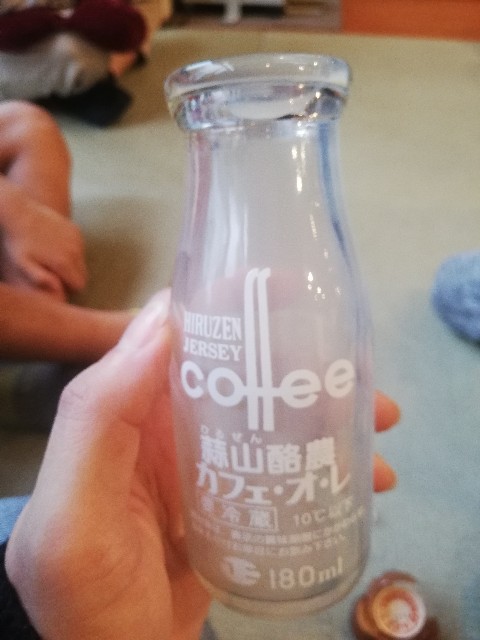 HIRUZEN
JERSEY
coffee
ひるぜん
蒜山酪農
カフェ・オ・レ
要冷蔵 10℃以下
180ml